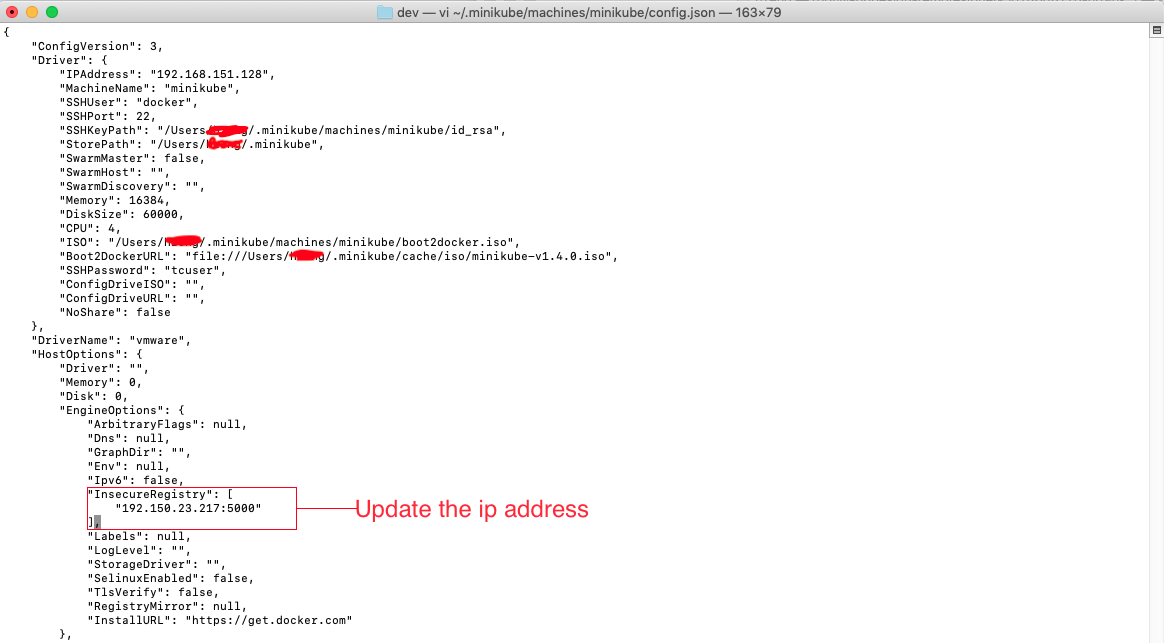 dev — vi ~/.minikube/machines/minikube/config.json — 163×79
{
"ConfigVersion": 3,
"Driver": {
"IPAddress": "192.168.151.128",
"MachineName": "minikube",
"SSHUser": "docker",
"SSHPort": 22,
"SSHKeyPath": "/Users/ /.minikube/machines/minikube/id_rsa",
"StorePath": "/Users/ /.minikube",
"SwarmMaster": false,
"SwarmHost": "",
"SwarmDiscovery": "",
"Memory": 16384,
"DiskSize": 60000,
"CPU": 4,
"ISO": "/Users/ /.minikube/machines/minikube/boot2docker.iso",
"Boot2DockerURL": "file:///Users/ /.minikube/cache/iso/minikube-v1.4.0.iso",
"SSHPassword": "tcuser",
"ConfigDriveISO": "",
"ConfigDriveURL": "",
"NoShare": false
},
"DriverName": "vmware",
"HostOptions": {
"Driver": "",
"Memory": 0,
"Disk": 0,
"EngineOptions": {
"ArbitraryFlags": null,
"Dns": null,
"GraphDir": "",
"Env": null,
"Ipv6": false,
"InsecureRegistry": [
"192.150.23.217:5000"
],
Update the ip address
"Labels": null,
"LogLevel": "",
"StorageDriver": "",
"SelinuxEnabled": false,
"TlsVerify": false,
"RegistryMirror": null,
"InstallURL": "https://get.docker.com"
},